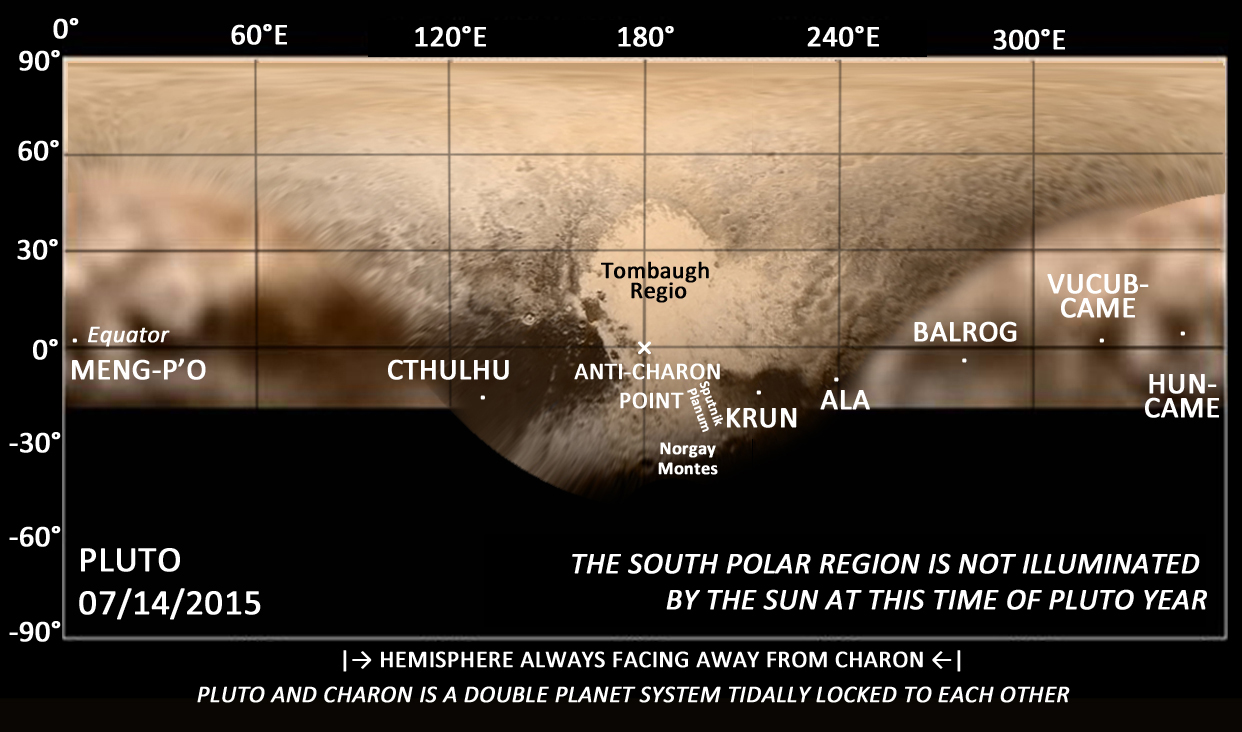 0°
60°E
120°E
180°
240°E
300°E
90°
60°
30°
0°
-30°
-60°
-90°
Tombaugh
Regio
VUCUB-
CAME
BALROG
Equator
MENG-P'O
CTHULHU
ANTI-CHARON
POINT
Sputnik
Planum
KRUN
ALA
HUN-
CAME
Norgay
Montes
PLUTO
07/14/2015
THE SOUTH POLAR REGION IS NOT ILLUMINATED
BY THE SUN AT THIS TIME OF PLUTO YEAR
|→ HEMISPHERE ALWAYS FACING AWAY FROM CHARON ←|
PLUTO AND CHARON IS A DOUBLE PLANET SYSTEM TIDALLY LOCKED TO EACH OTHER